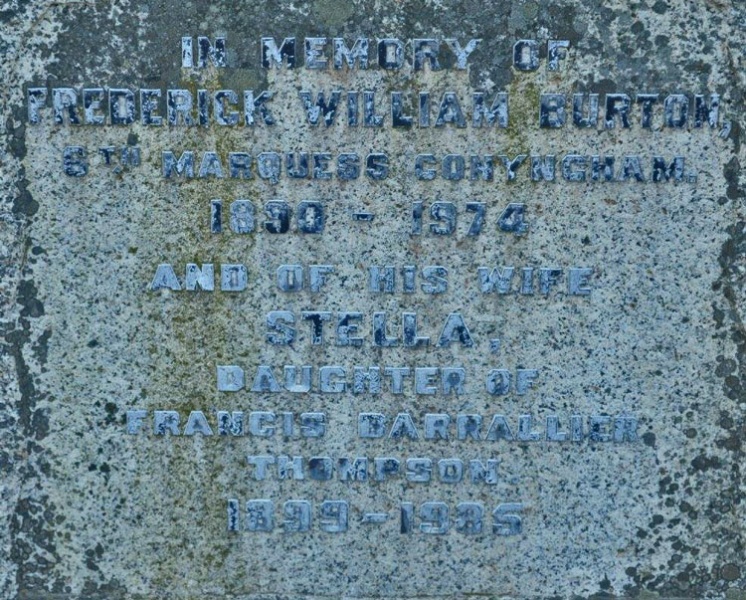 IN MEMORY OF
FREDERICK WILLIAM BURTON,
6TH MARQUESS CONYNGHAM.
1890 - 1974
AND OF HIS WIFE
STELLA,
DAUGHTER OF
FRANCIS BARRALLIER
THOMPSON
1899-1985